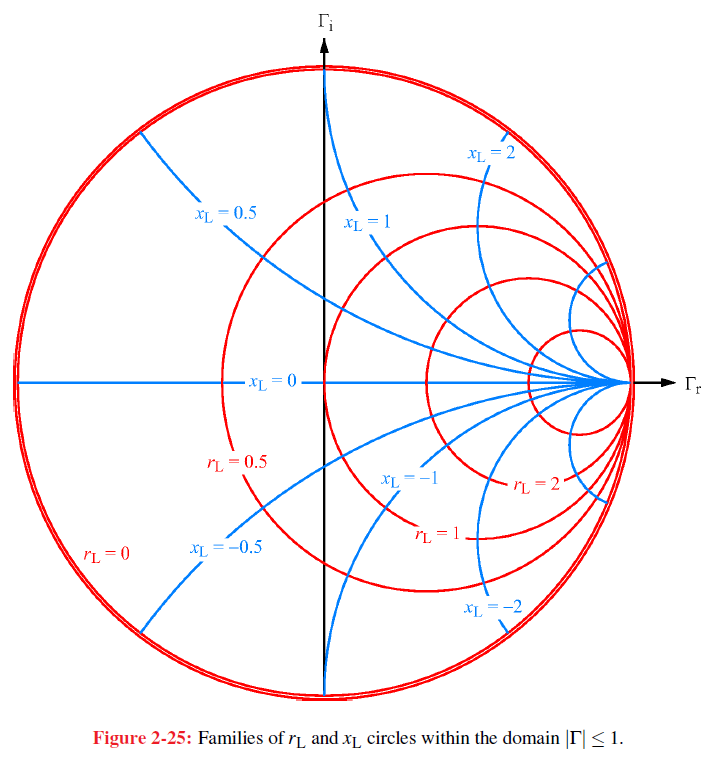 Γi
xL = 2
xL = 0.5
xL = 1
xL = 0
Γr
rL = 0.5
xL = −1
rL = 2
rL = 1
rL = 0
xL = −0.5
xL = −2
Figure 2-25: Families of rL and xL circles within the domain |Γ| ≤ 1.